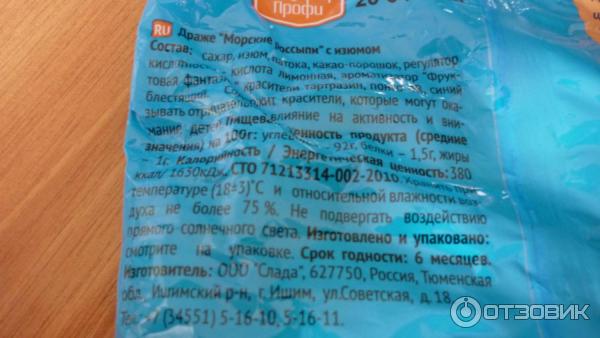 Профи
RU Драже "Морские Россыпи" с изюмом
Состав: сахар, изюм, патока, какао-порошок, регулятор
кислотности кислота лимонная, ароматизатор "Фрук-
товая фантазия", красители тартразин, понсо 4R, синий
блестящий. Содержит красители, которые могут ока-
зывать отрицательное влияние на активность и вни-
мание детей. Пищевая ценность продукта (средние
значения) на 100г: углеводы – 92г, белки – 1,5г, жиры
– 1г. Калорийность / Энергетическая ценность: 380
ккал/ 1630кДж. СТО 71213314-002-2010. Хранить при
температуре (18±3)°С и относительной влажности воз-
духа не более 75 %. Не подвергать воздействию
прямого солнечного света. Изготовлено и упаковано:
смотрите на упаковке. Срок годности: 6 месяцев.
Изготовитель: ООО "Слада", 627750, Россия, Тюменская
обл., Ишимский р-н, г.Ишим, ул.Советская, д.18
Тел. +7 (34551) 5-16-10, 5-16-11.
ОТЗОВИК